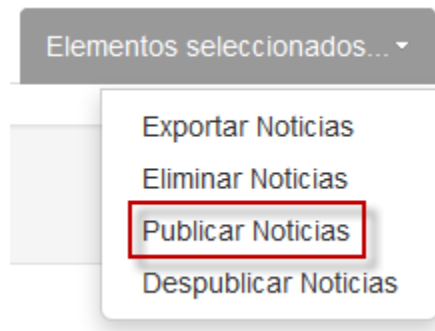 Elementos seleccionados...
Exportar Noticias
Eliminar Noticias
Publicar Noticias
Despublicar Noticias